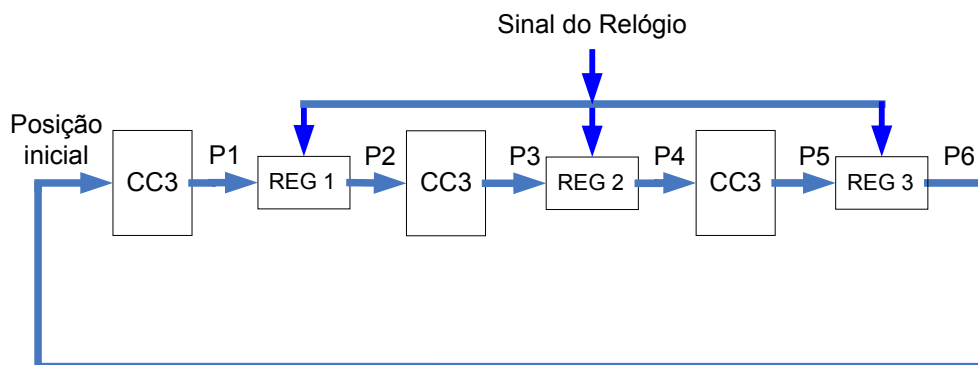 Sinal do Relógio
Posição
inicial
CC3
P1
REG 1
P2
CC3
P3
REG 2
P4
CC3
P5
REG 3
P6